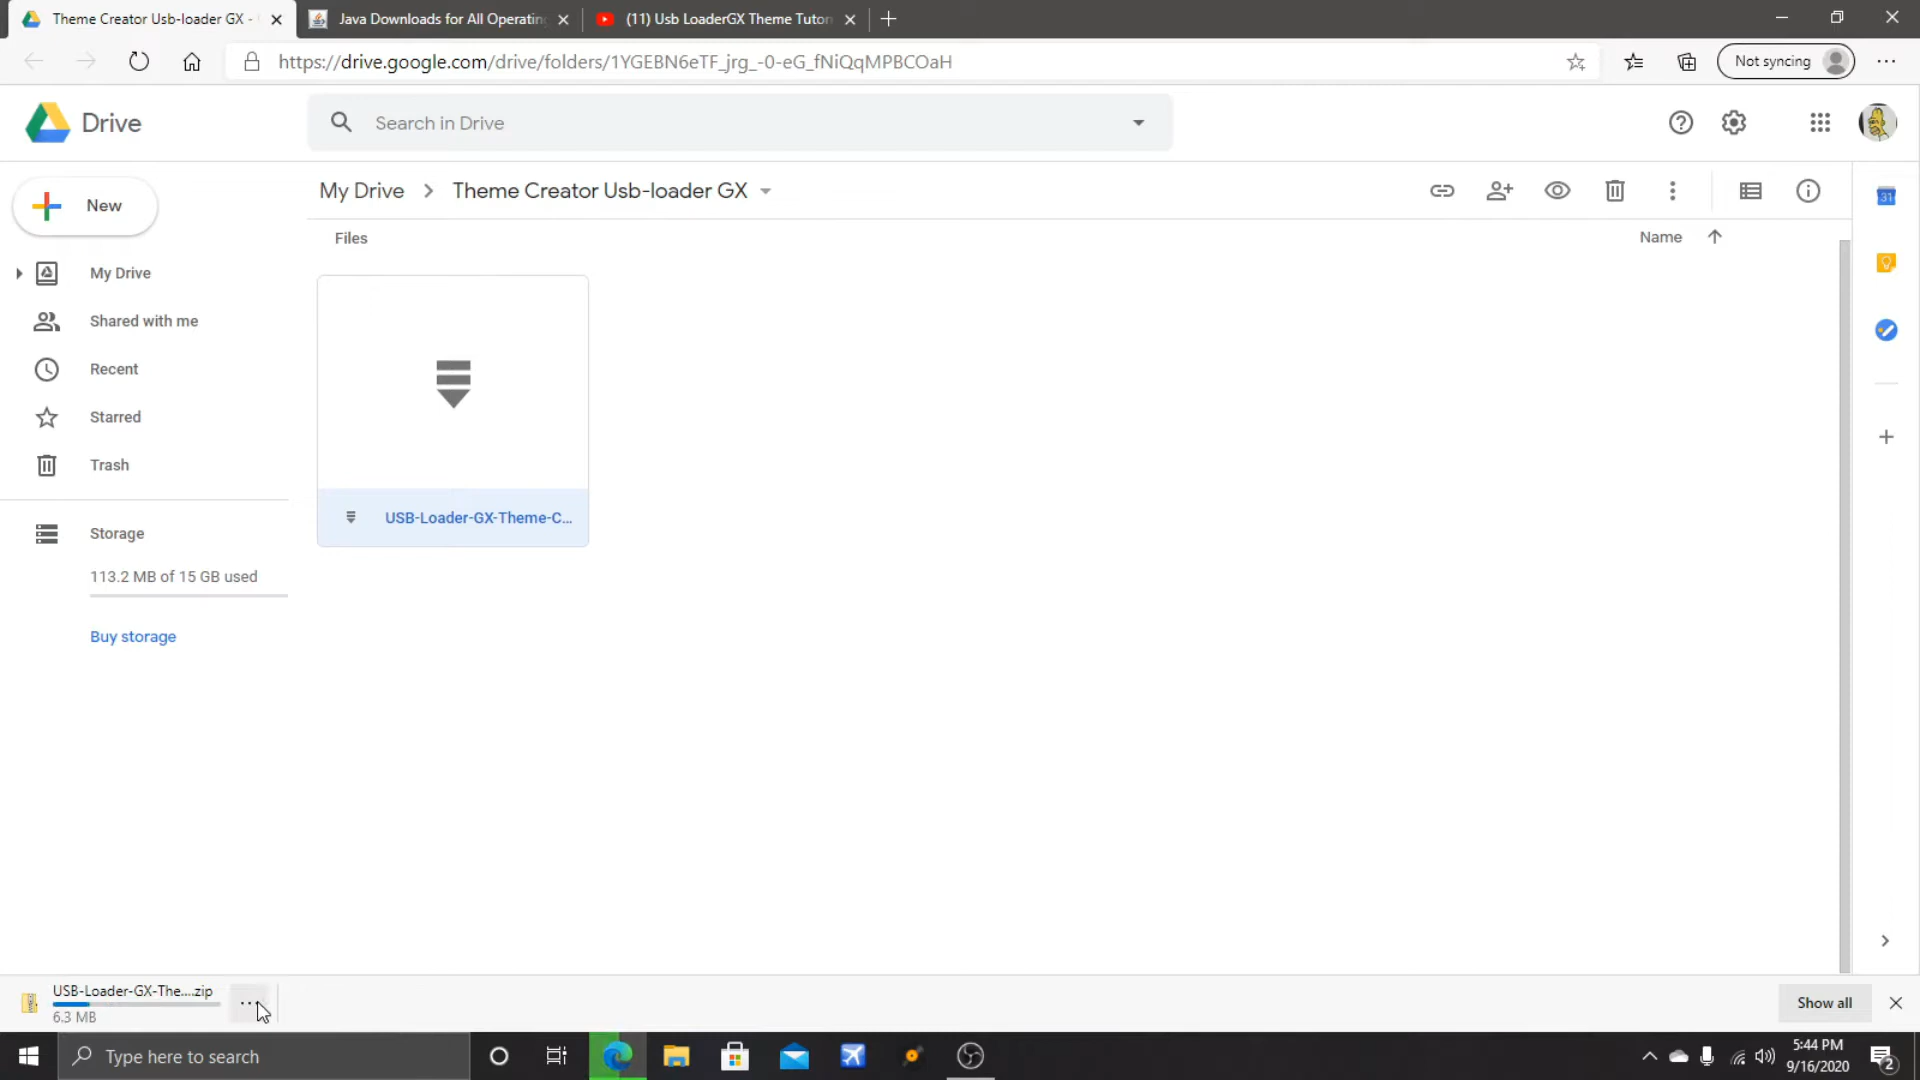 Theme Creator Usb-loader GX -
Java Downloads for All Operatin
(11) Usb LoaderGX Theme Tutor
https://drive.google.com/drive/folders/1YGEBN6eTF_jrg_-0-eG_fNiQqMPBCOaH
Not syncing
Drive
Search in Drive
New
My Drive > Theme Creator Usb-loader GX
Files
Name
My Drive
Shared with me
Recent
Starred
Trash
Storage
113.2 MB of 15 GB used
Buy storage
USB-Loader-GX-Theme-C...
31
USB-Loader-GX-The....zip
6.3 MB
Show all
Type here to search
5:44 PM
9/16/2020
2